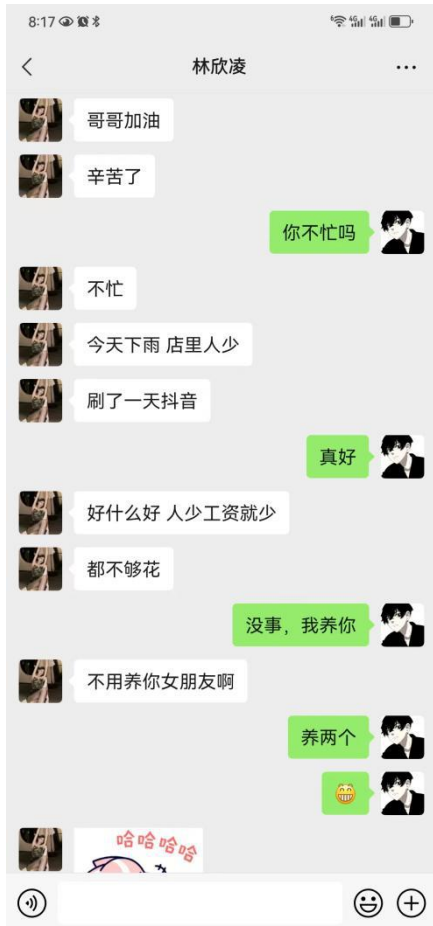 8:17
林欣凌
哥哥加油
辛苦了
你不忙吗
不忙
今天下雨 店里人少
刷了一天抖音
真好
好什么好 人少工资就少
都不够花
没事，我养你
不用养你女朋友啊
养两个
哈哈哈哈